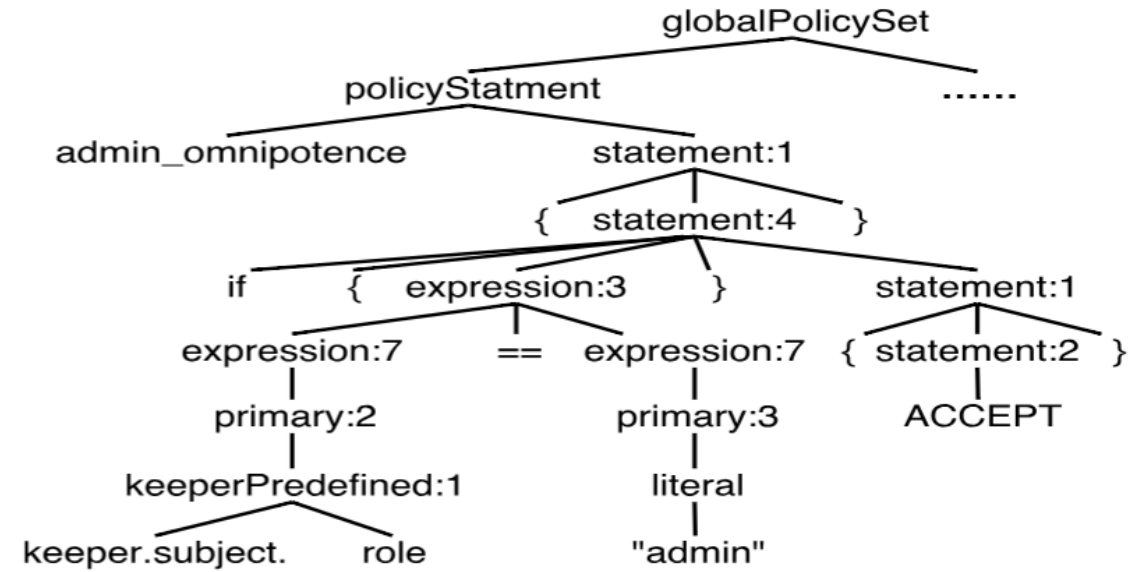 globalPolicySet
policyStatment ......
admin_omnipotence statement:1
{ statement:4 }
if { expression:3 } statement:1
expression:7 == expression:7 { statement:2 }
primary:2 primary:3 ACCEPT
keeperPredefined:1 literal
keeper.subject. role "admin"